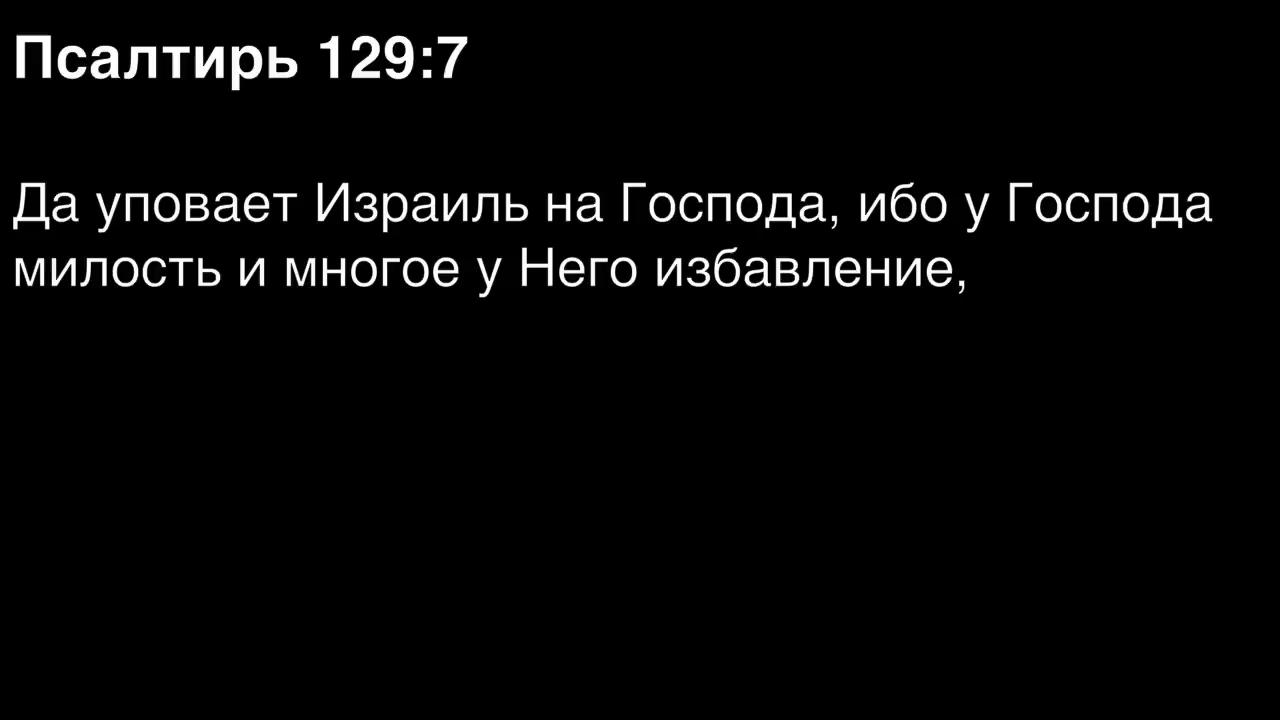 Псалтирь 129:7
Да уповает Израиль на Господа, ибо у Господа
милость и многое у Него избавление,